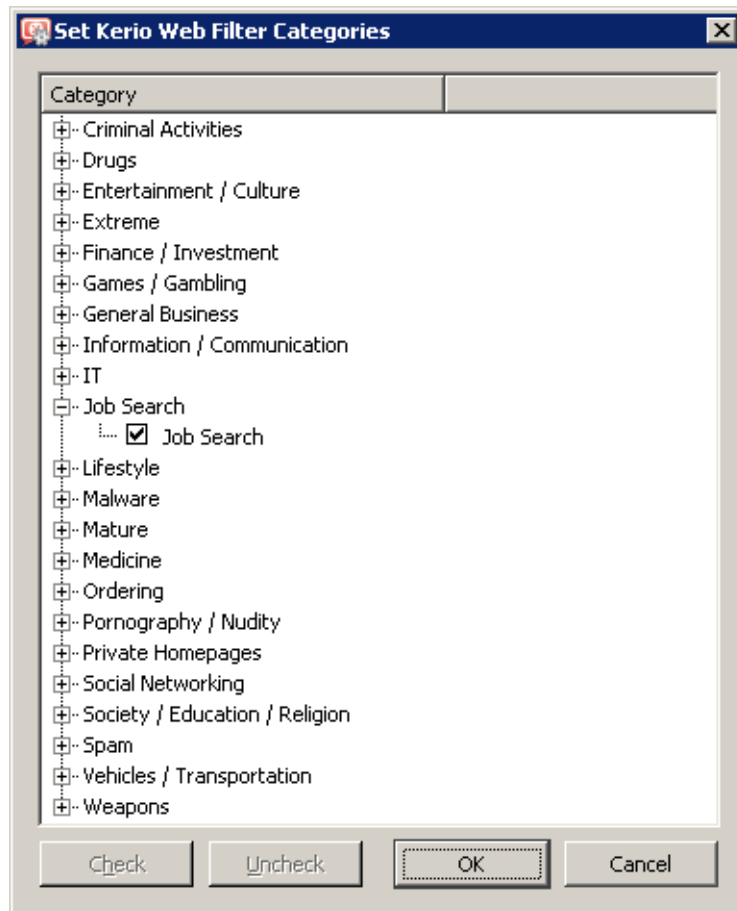 Set Kerio Web Filter Categories
Category
Criminal Activities
Drugs
Entertainment / Culture
Extreme
Finance / Investment
Games / Gambling
General Business
Information / Communication
IT
Job Search
Job Search
Lifestyle
Malware
Mature
Medicine
Ordering
Pornography / Nudity
Private Homepages
Social Networking
Society / Education / Religion
Spam
Vehicles / Transportation
Weapons
Check Uncheck OK Cancel